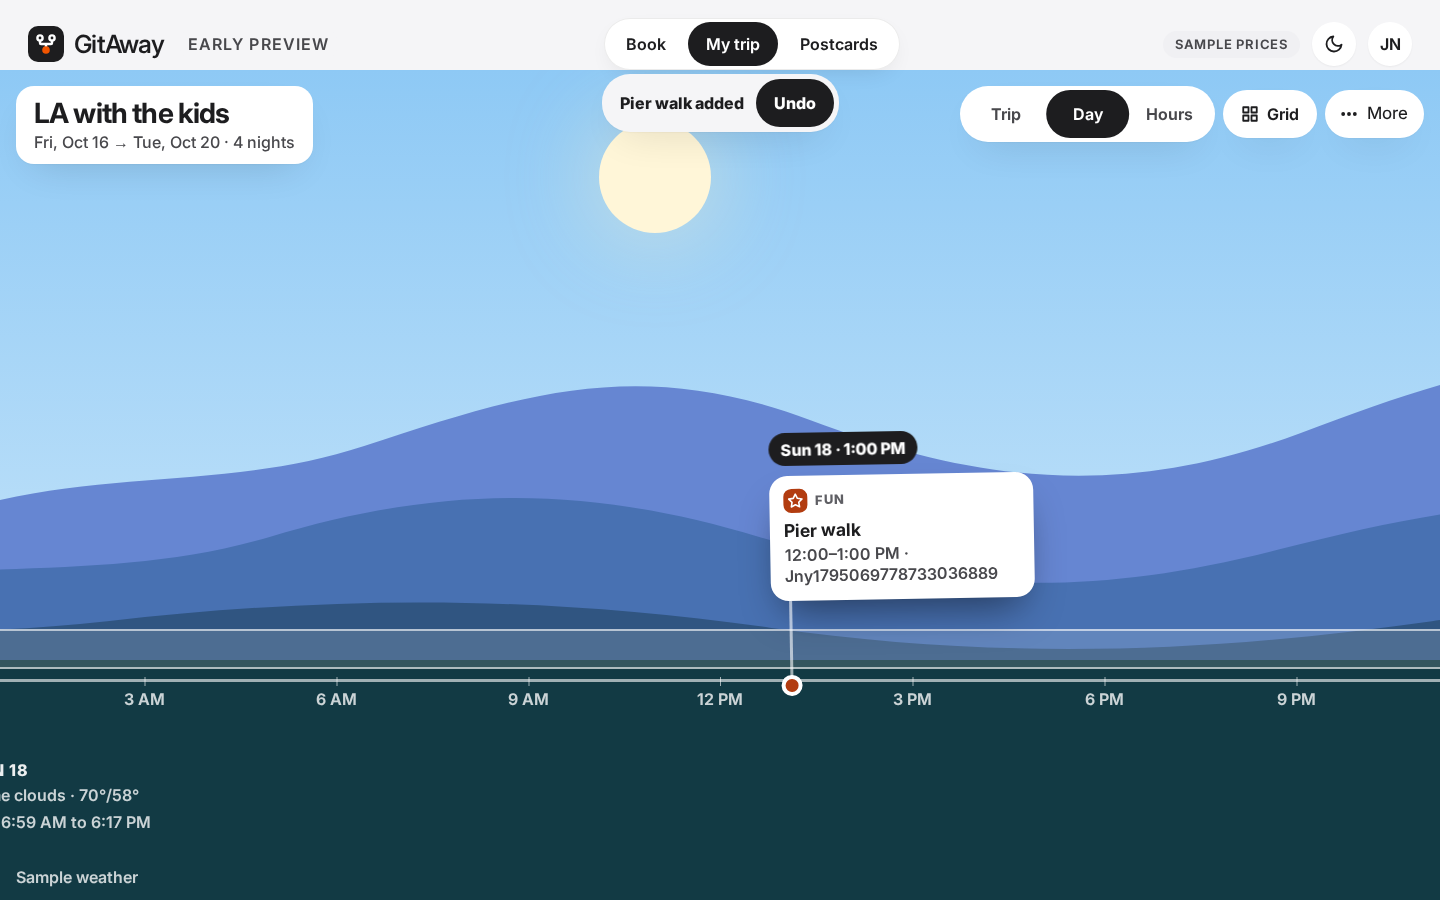 GitAway EARLY PREVIEW
Book My trip Postcards
SAMPLE PRICES JN
Pier walk added Undo
LA with the kids
Fri, Oct 16 → Tue, Oct 20 · 4 nights
Trip Day Hours Grid ••• More
Sun 18 · 1:00 PM
FUN
Pier walk
12:00–1:00 PM ·
Jny1795069778733036889
3 AM 6 AM 9 AM 12 PM 3 PM 6 PM 9 PM
18
clouds · 70°/58°
6:59 AM to 6:17 PM
Sample weather